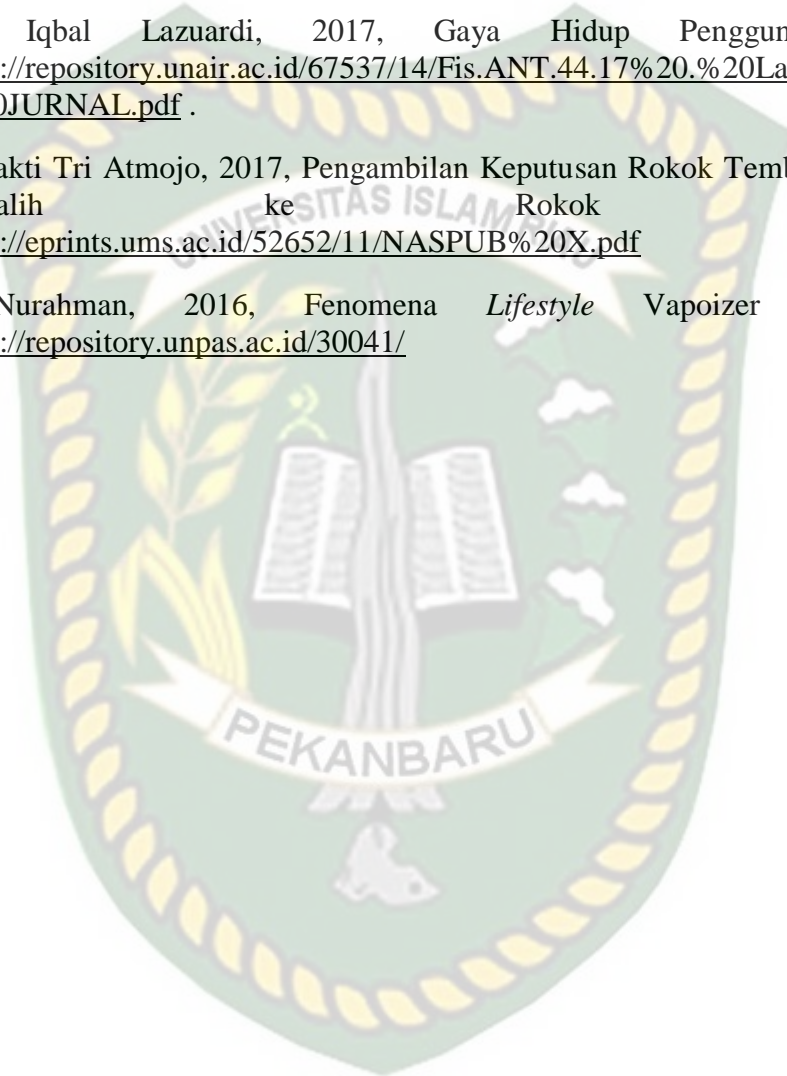 Iqbal Lazuardi, 2017, Gaya Hidup Penggun
://repository.unair.ac.id/67537/14/Fis.ANT.44.17%20.%20La
0JURNAL.pdf .
akti Tri Atmojo, 2017, Pengambilan Keputusan Rokok Temb
alih ke Rokok
://eprints.ums.ac.id/52652/11/NASPUB%20X.pdf
Nurahman, 2016, Fenomena Lifestyle Vapoizer
://repository.unpas.ac.id/30041/
UNIVERSITAS ISLAM RIAU
PEKANBARU